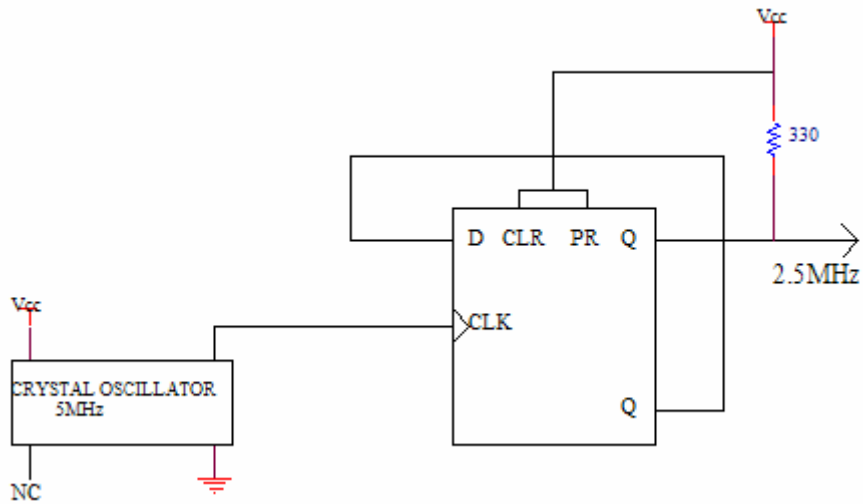 Vcc
330
D CLR PR Q
2.5MHz
Vcc
CLK
CRYSTAL OSCILLATOR
5MHz
Q
NC